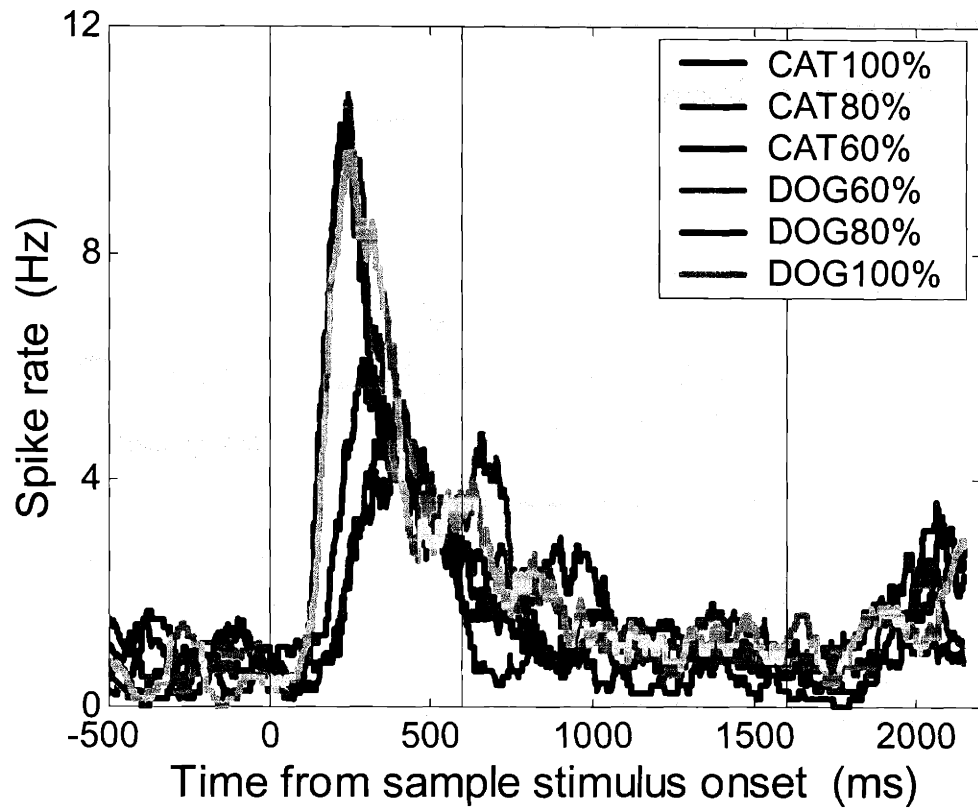 12
8
4
0
Spike rate (Hz)
CAT100%
CAT80%
CAT60%
DOG60%
DOG80%
DOG100%
-500 0 500 1000 1500 2000
Time from sample stimulus onset (ms)